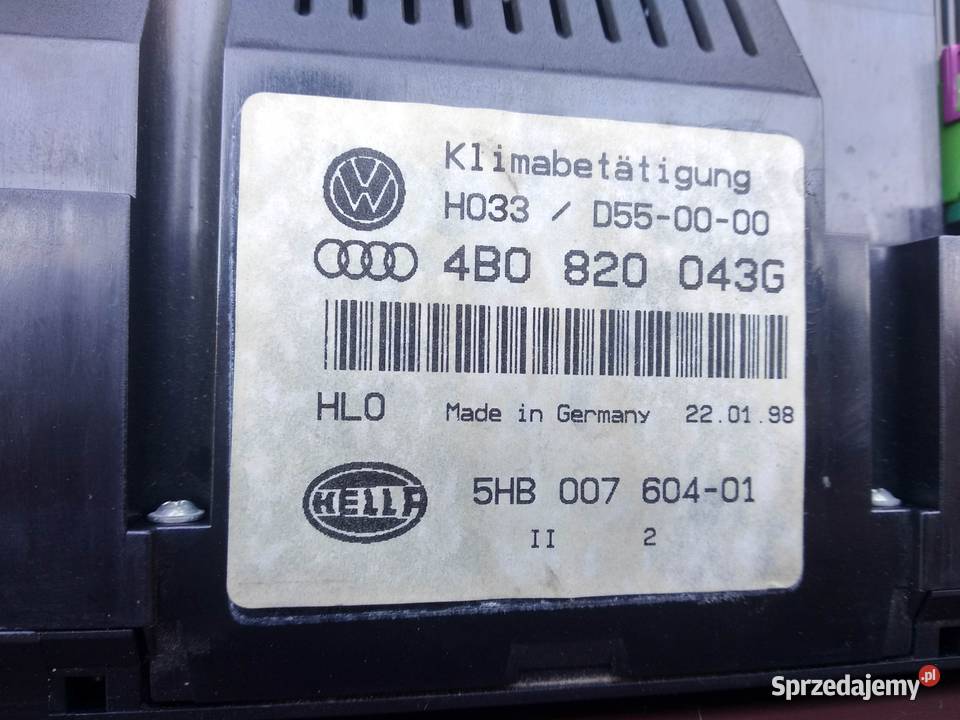 Klimabetätigung
H033 / D55-00-00
4B0 820 043G
HLO Made in Germany 22.01.98
HELLA 5HB 007 604-01
II 2
Sprzedajemy.pl